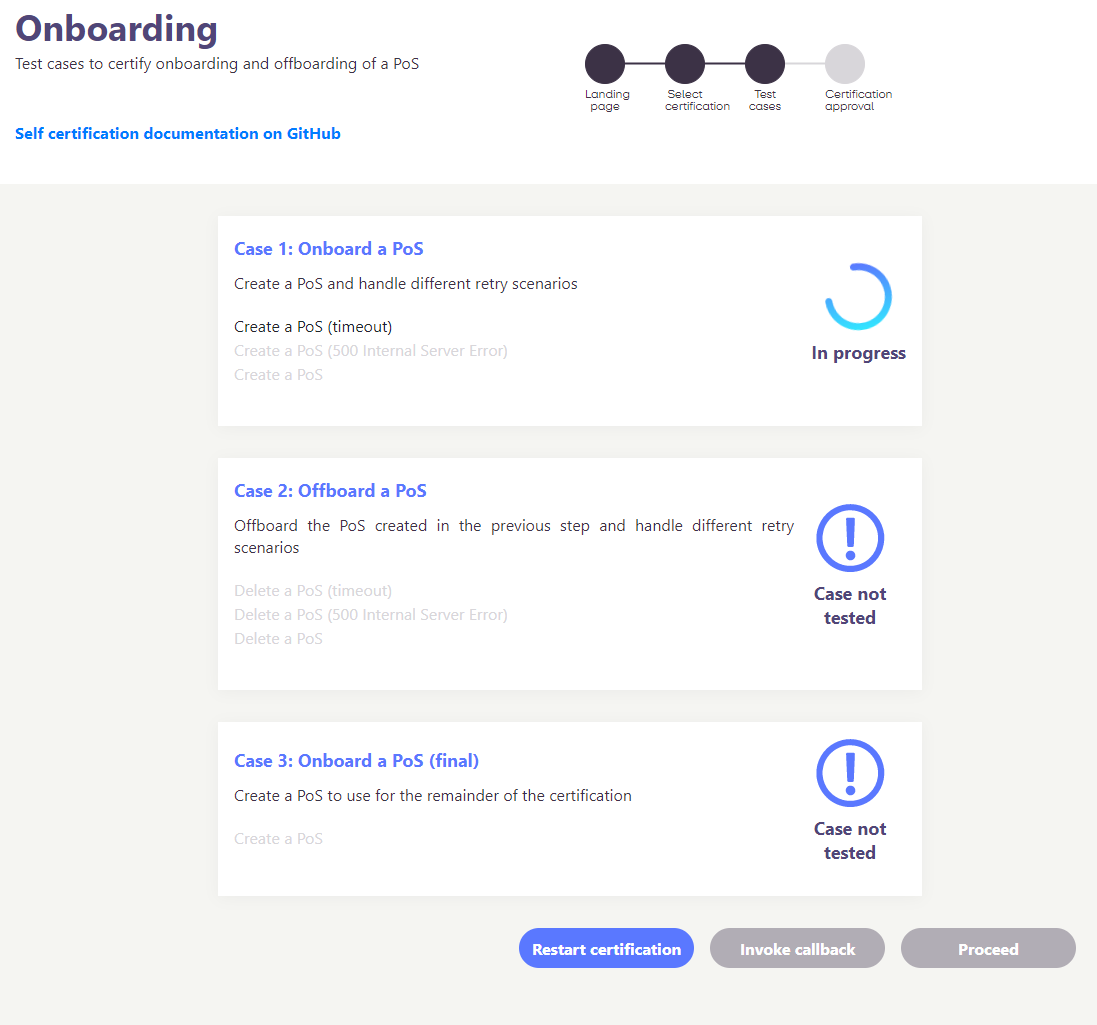 Onboarding
Test cases to certify onboarding and offboarding of a PoS
Landing
page
Select
certification
Test
cases
Certification
approval
Self certification documentation on GitHub
Case 1: Onboard a PoS
Create a PoS and handle different retry scenarios
Create a PoS (timeout)
Create a PoS (500 Internal Server Error)
Create a PoS
In progress
Case 2: Offboard a PoS
Offboard the PoS created in the previous step and handle different retry
scenarios
Delete a PoS (timeout)
Delete a PoS (500 Internal Server Error)
Delete a PoS
Case not
tested
Case 3: Onboard a PoS (final)
Create a PoS to use for the remainder of the certification
Create a PoS
Case not
tested
Restart certification
Invoke callback
Proceed